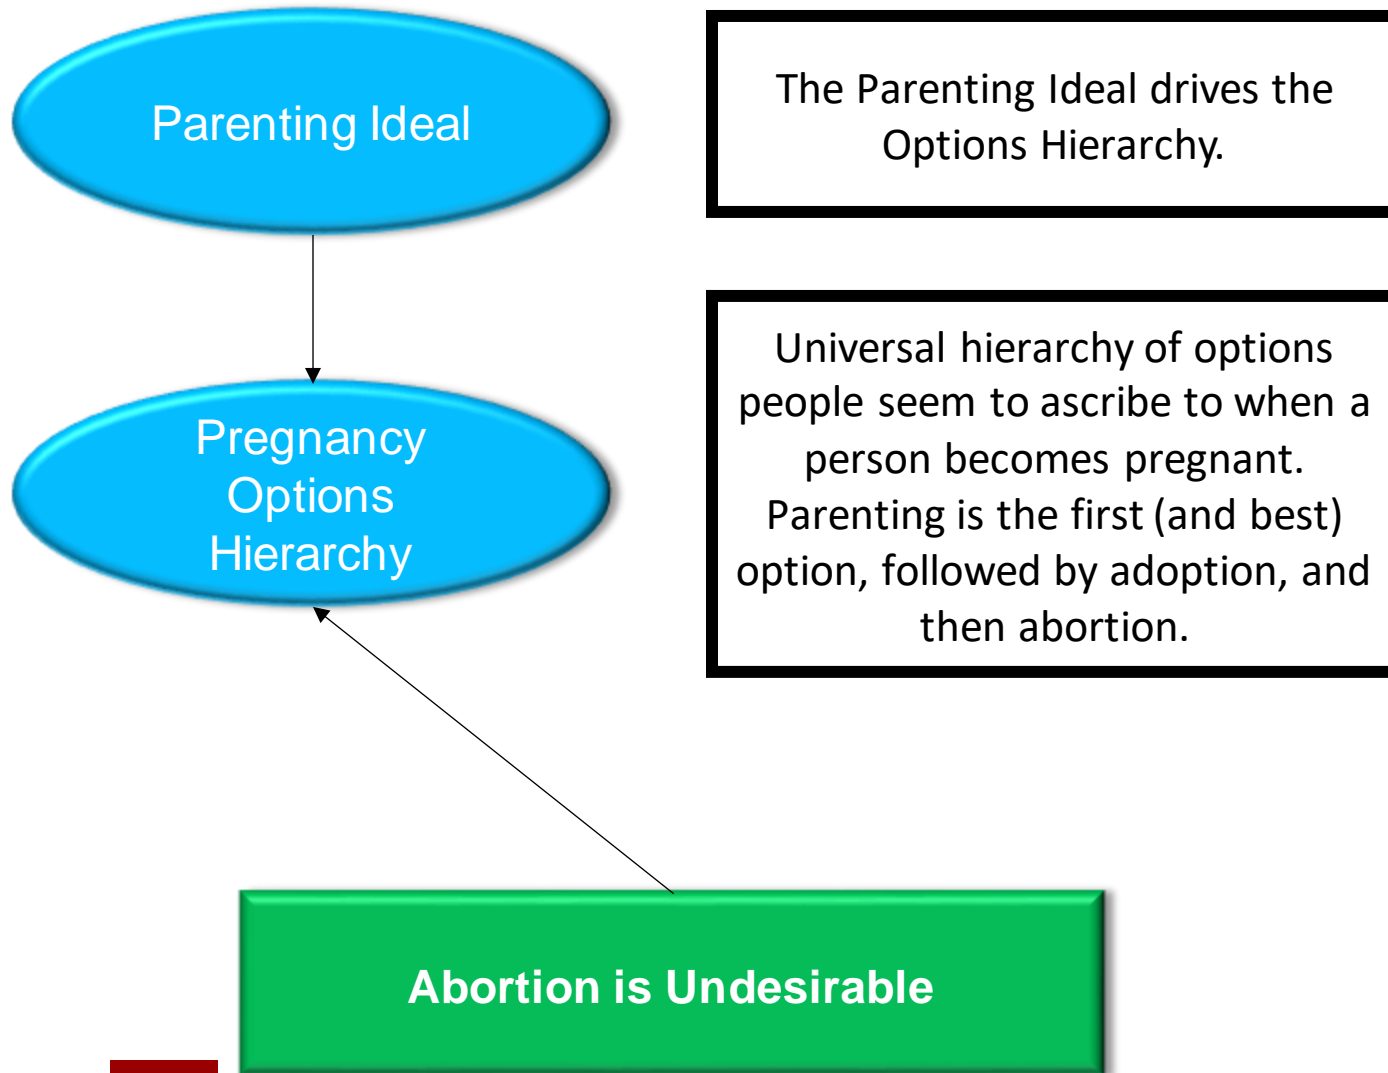 Parenting Ideal
The Parenting Ideal drives the
Options Hierarchy.
Pregnancy
Options
Hierarchy
Universal hierarchy of options
people seem to ascribe to when a
person becomes pregnant.
Parenting is the first (and best)
option, followed by adoption, and
then abortion.
Abortion is Undesirable